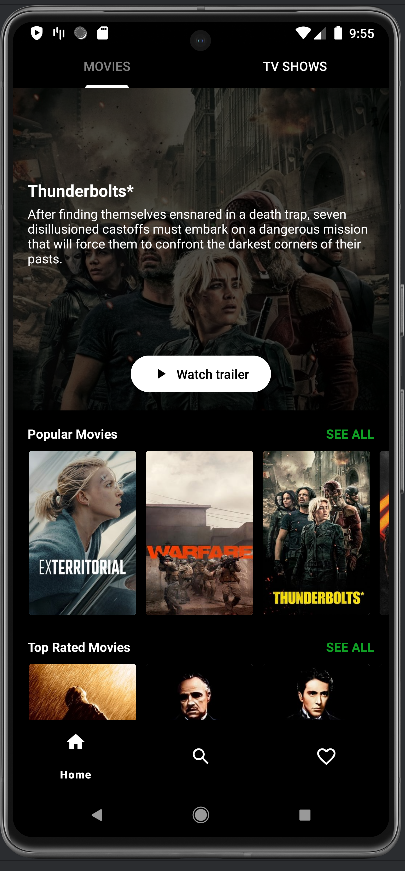 9:55
MOVIES
TV SHOWS
Thunderbolts*
After finding themselves ensnared in a death trap, seven
disillusioned castoffs must embark on a dangerous mission
that will force them to confront the darkest corners of their
pasts.
Watch trailer
Popular Movies
SEE ALL
EXTERRITORIAL
WARFARE
THUNDERBOLTS*
Top Rated Movies
SEE ALL
Home